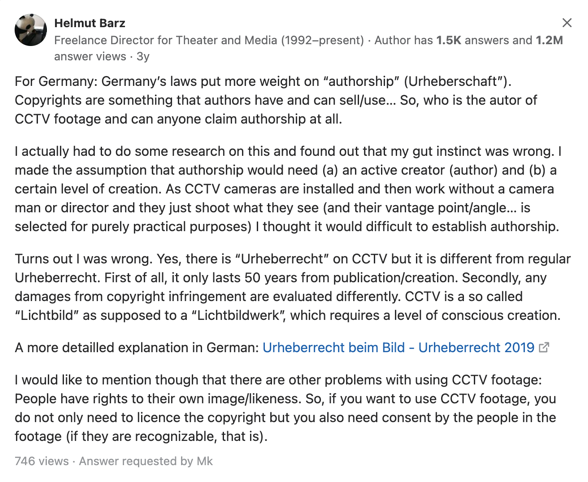 Helmut Barz
Freelance Director for Theater and Media (1992–present) · Author has 1.5K answers and 1.2M
answer views · 3y
For Germany: Germany’s laws put more weight on “authorship” (Urheberschaft”).
Copyrights are something that authors have and can sell/use... So, who is the autor of
CCTV footage and can anyone claim authorship at all.
I actually had to do some research on this and found out that my gut instinct was wrong. I
made the assumption that authorship would need (a) an active creator (author) and (b) a
certain level of creation. As CCTV cameras are installed and then work without a camera
man or director and they just shoot what they see (and their vantage point/angle... is
selected for purely practical purposes) I thought it would difficult to establish authorship.
Turns out I was wrong. Yes, there is “Urheberrecht” on CCTV but it is different from regular
Urheberrecht. First of all, it only lasts 50 years from publication/creation. Secondly, any
damages from copyright infringement are evaluated differently. CCTV is a so called
“Lichtbild” as supposed to a “Lichtbildwerk”, which requires a level of conscious creation.
A more detailled explanation in German: Urheberrecht beim Bild - Urheberrecht 2019
I would like to mention though that there are other problems with using CCTV footage:
People have rights to their own image/likeness. So, if you want to use CCTV footage, you
do not only need to licence the copyright but you also need consent by the people in the
footage (if they are recognizable, that is).
746 views · Answer requested by Mk